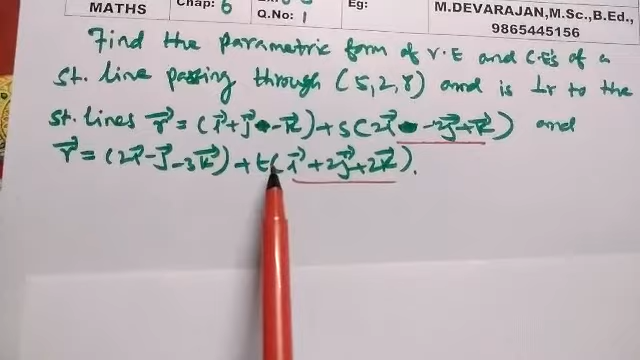 MATHS
Chap: 6
Q.No: 1
Eg:
M.DEVARAJAN,M.Sc.,B.Ed.,
9865445156
Find the parametric form of V.E and C.E's of a
st. line passing through (5,2,8) and is ⊥r to the
st. lines r⃗ = (i⃗+j⃗-k⃗)+s(2i⃗-2j⃗+k⃗) and
r⃗ = (2i⃗-j⃗-3k⃗)+t(i⃗+2j⃗+2k⃗).